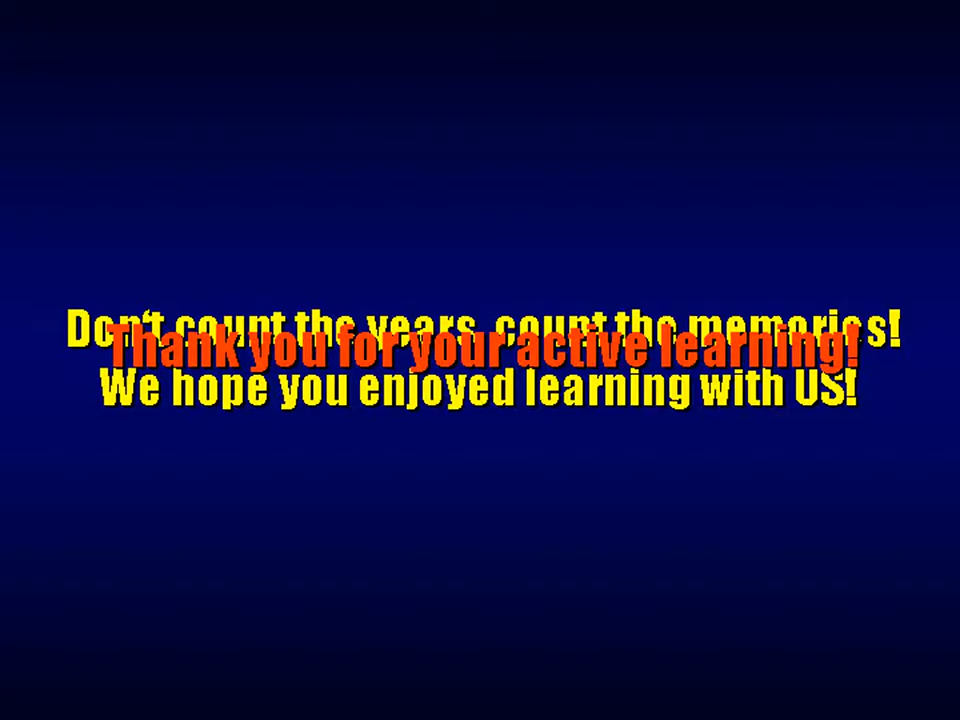 Don't count the years, count the memories!
Thank you for your active learning!
We hope you enjoyed learning with US!